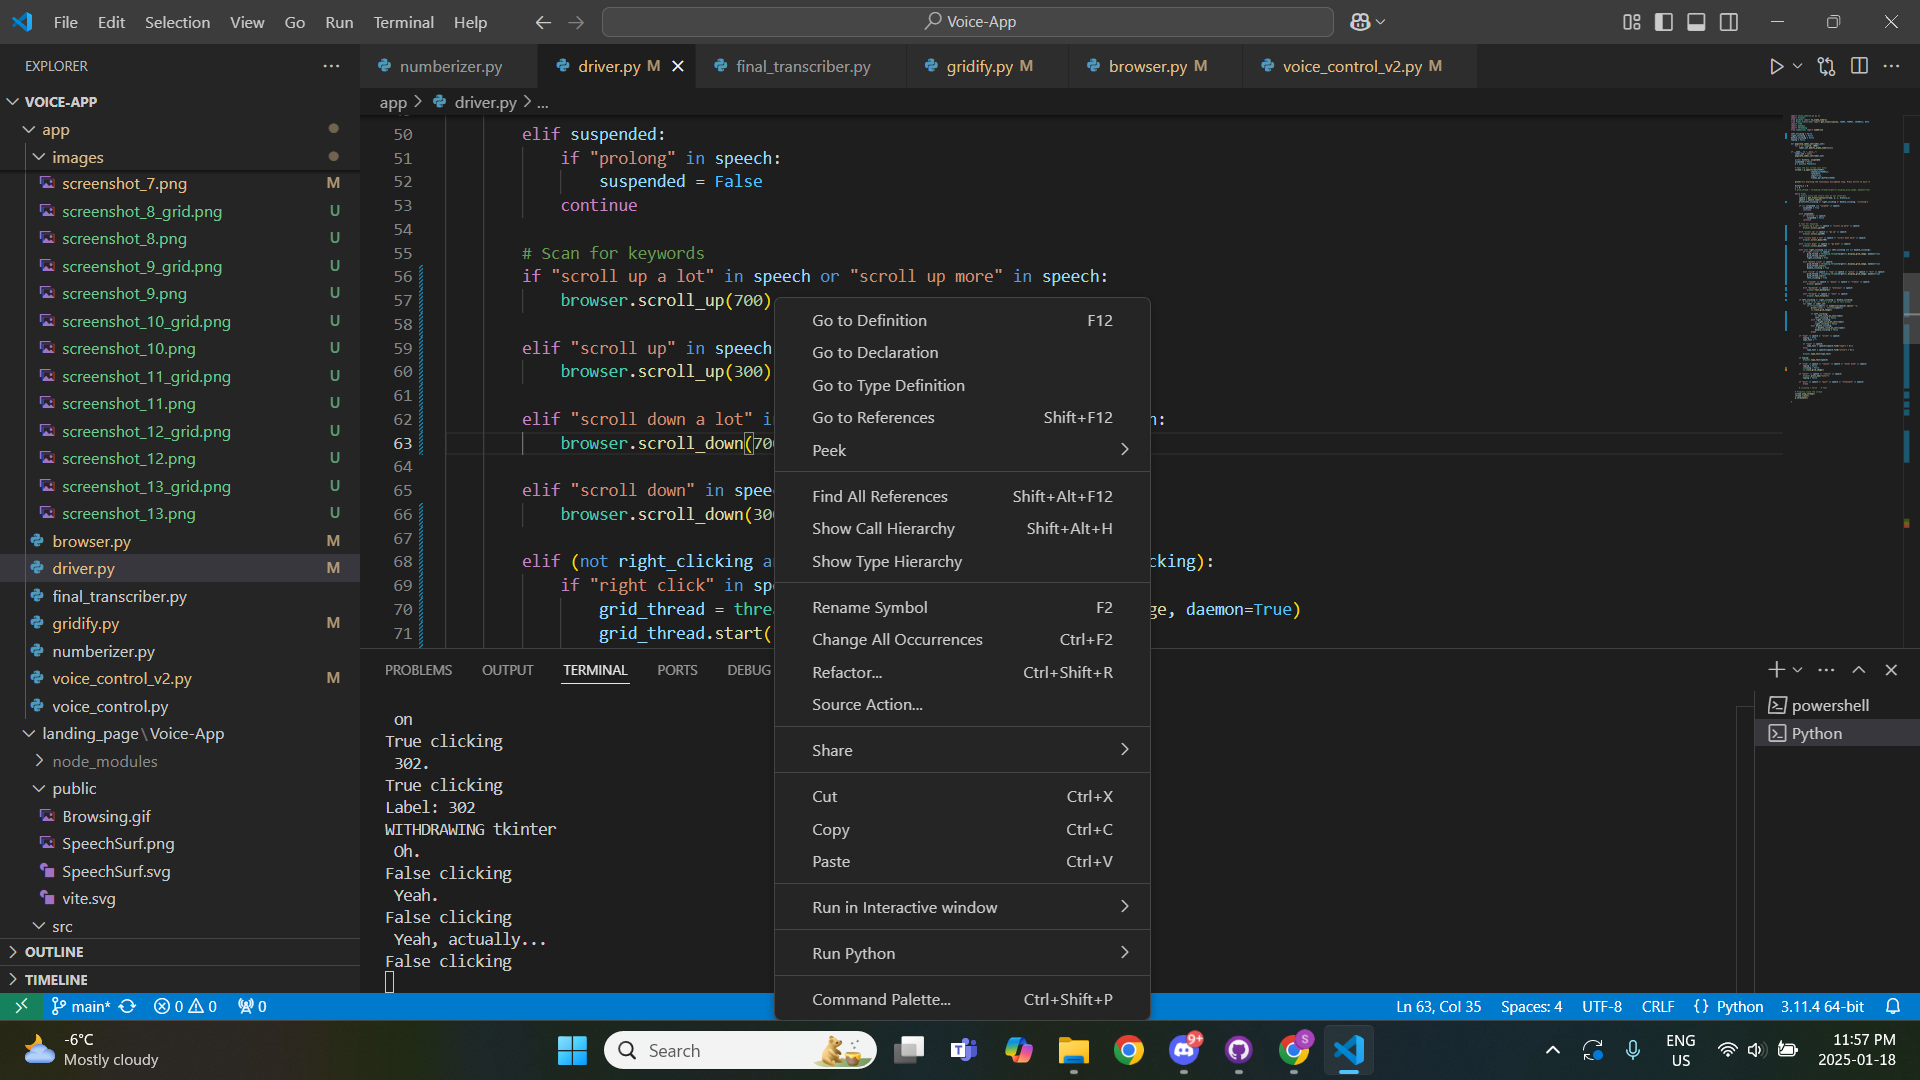 File Edit Selection View Go Run Terminal Help
Voice-App
EXPLORER
numberizer.py
driver.py M
final_transcriber.py
gridify.py M
browser.py M
voice_control_v2.py M
app > driver.py > ...
VOICE-APP
app
images
screenshot_7.png M
screenshot_8_grid.png U
screenshot_8.png U
screenshot_9_grid.png U
screenshot_9.png U
screenshot_10_grid.png U
screenshot_10.png U
screenshot_11_grid.png U
screenshot_11.png U
screenshot_12_grid.png U
screenshot_12.png U
screenshot_13_grid.png U
screenshot_13.png U
browser.py M
driver.py M
final_transcriber.py
gridify.py M
numberizer.py
voice_control_v2.py M
voice_control.py
landing_page\Voice-App
node_modules
public
Browsing.gif
SpeechSurf.png
SpeechSurf.svg
vite.svg
src
OUTLINE
TIMELINE
50 elif suspended:
51 if "prolong" in speech:
52 suspended = False
53 continue
54
55 # Scan for keywords
56 if "scroll up a lot" in speech or "scroll up more" in speech:
57 browser.scroll_up(700)
58
59 elif "scroll up" in speech
60 browser.scroll_up(300)
61
62 elif "scroll down a lot" i
:
63 browser.scroll_down(70
64
65 elif "scroll down" in spee
66 browser.scroll_down(30
67
68 elif (not right_clicking a
cking):
69 if "right click" in sp
70 grid_thread = threa
ge, daemon=True)
71 grid_thread.start(
Go to Definition F12
Go to Declaration
Go to Type Definition
Go to References Shift+F12
Peek
Find All References Shift+Alt+F12
Show Call Hierarchy Shift+Alt+H
Show Type Hierarchy
Rename Symbol F2
Change All Occurrences Ctrl+F2
Refactor... Ctrl+Shift+R
Source Action...
Share
Cut Ctrl+X
Copy Ctrl+C
Paste Ctrl+V
Run in Interactive window
Run Python
Command Palette... Ctrl+Shift+P
PROBLEMS OUTPUT TERMINAL PORTS DEBUG
on
True clicking
302.
True clicking
Label: 302
WITHDRAWING tkinter
Oh.
False clicking
Yeah.
False clicking
Yeah, actually...
False clicking
powershell
Python
main* 0 0 0
Ln 63, Col 35 Spaces: 4 UTF-8 CRLF {} Python 3.11.4 64-bit
-6°C
Mostly cloudy
Search
9+
S
ENG
US
11:57 PM
2025-01-18